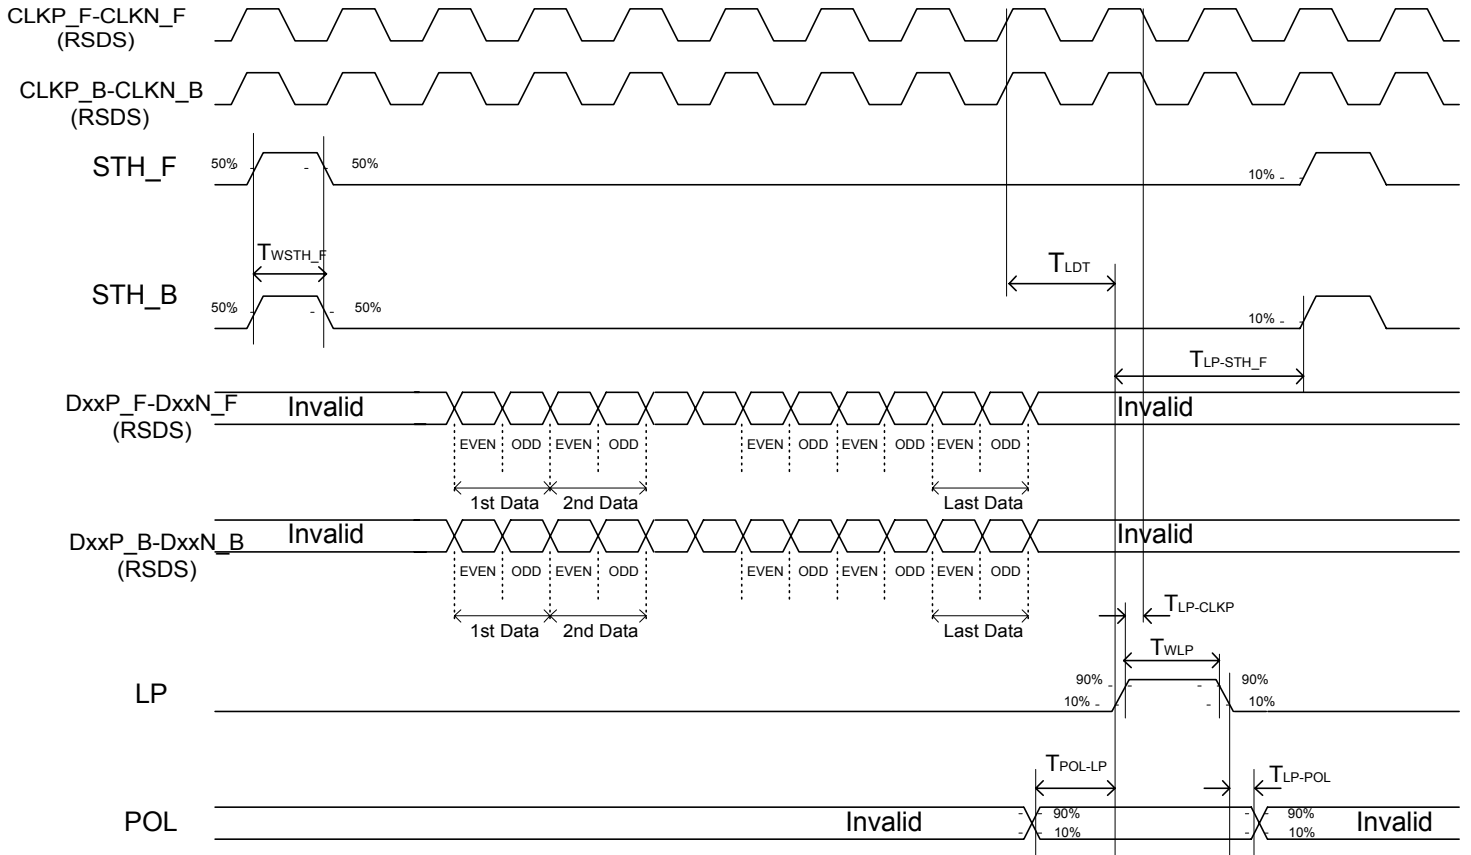 CLKP_F-CLKN_F
(RSDS)
CLKP_B-CLKN_B
(RSDS)
STH_F
50%
50%
10%
TWSTH_F
TLDT
STH_B
50%
50%
10%
TLP-STH_F
DxxP_F-DxxN_F
(RSDS)
Invalid
Invalid
EVEN ODD EVEN ODD EVEN ODD EVEN ODD EVEN ODD
1st Data 2nd Data Last Data
DxxP_B-DxxN_B
(RSDS)
Invalid
Invalid
EVEN ODD EVEN ODD EVEN ODD EVEN ODD EVEN ODD
1st Data 2nd Data Last Data
TLP-CLKP
TWLP
LP
90%
90%
10%
10%
TPOL-LP
TLP-POL
POL
Invalid
90%
10%
90%
10%
Invalid